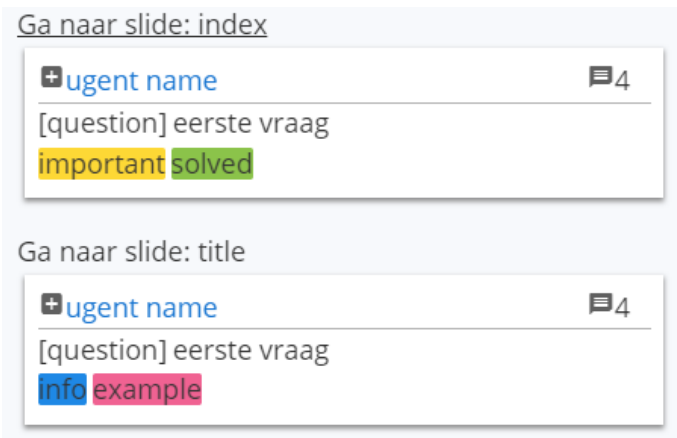 Ga naar slide: index
ugent name 4
[question] eerste vraag
important solved
Ga naar slide: title
ugent name 4
[question] eerste vraag
info example